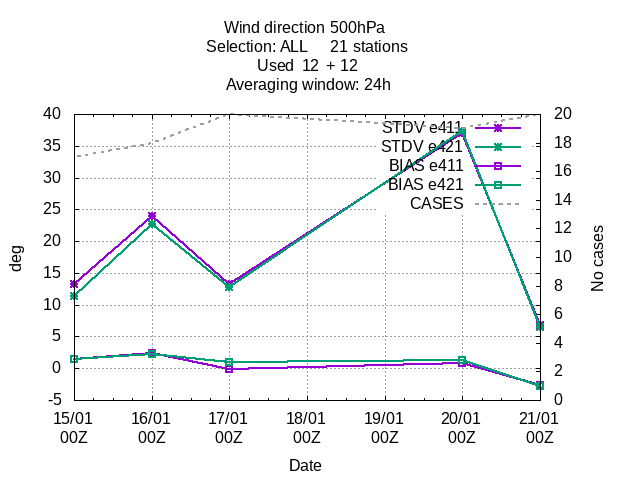 Wind direction 500hPa
Selection: ALL     21 stations
Used  12  + 12
Averaging window: 24h
40 20
35 18
30 16
25 14
20 12
15 10
10 8
5 6
0 4
-5 2
0
STDV e411
STDV e421
BIAS e411
BIAS e421
CASES
deg
No cases
15/01 16/01 17/01 18/01 19/01 20/01 21/01
00Z 00Z 00Z 00Z 00Z 00Z 00Z
Date